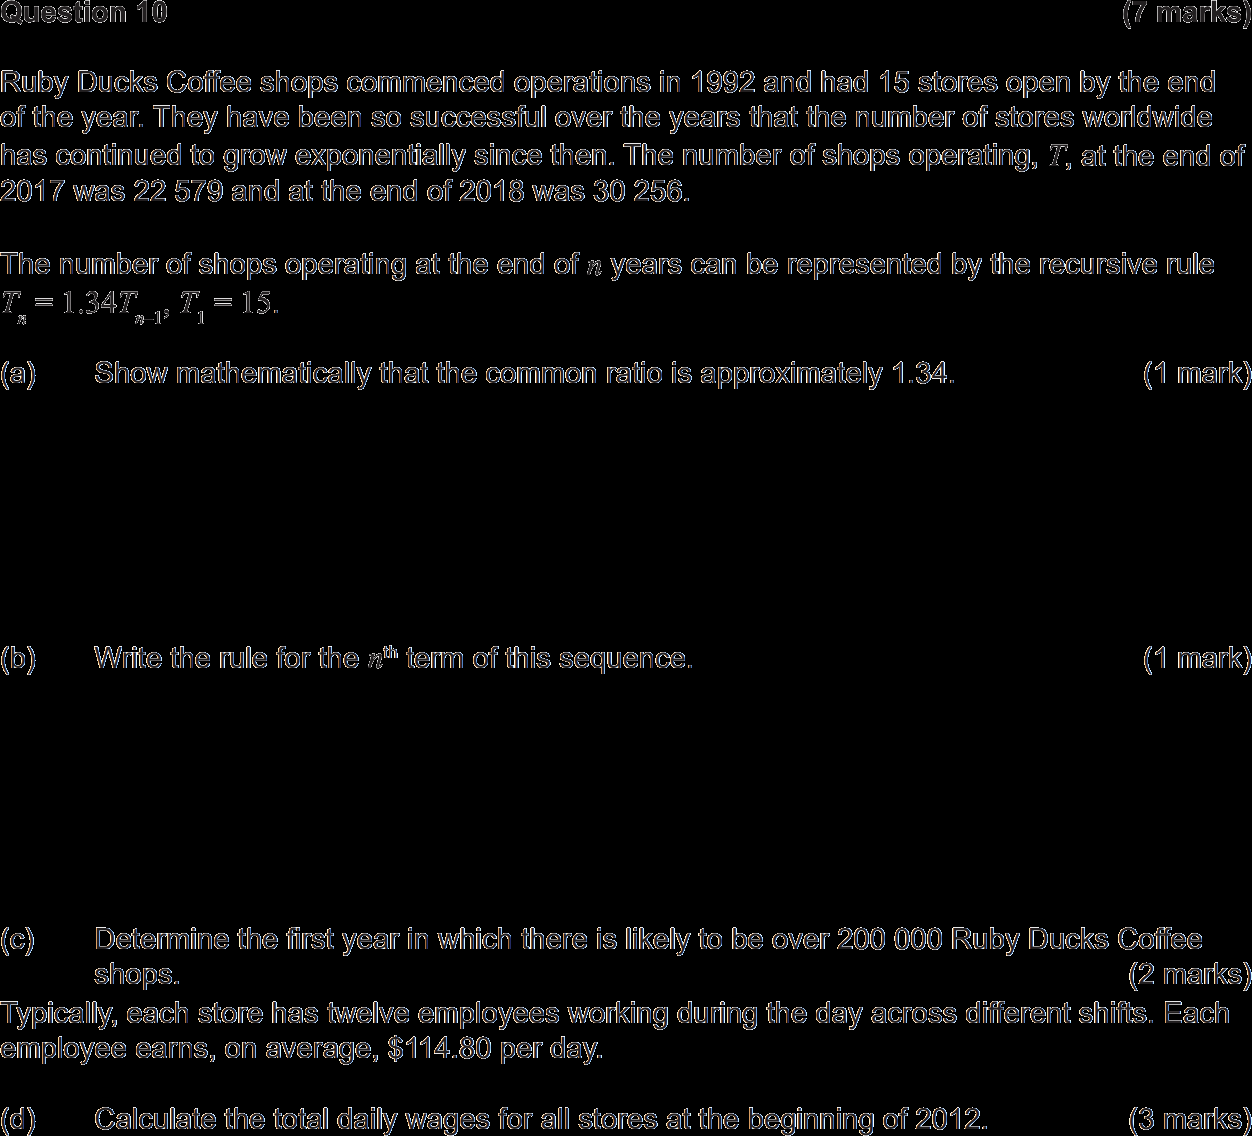 Question 10 (7 marks)
Ruby Ducks Coffee shops commenced operations in 1992 and had 15 stores open by the end
of the year. They have been so successful over the years that the number of stores worldwide
has continued to grow exponentially since then. The number of shops operating, T, at the end of
2017 was 22 579 and at the end of 2018 was 30 256.
The number of shops operating at the end of n years can be represented by the recursive rule
Tₙ = 1.34Tₙ₋₁, T₁ = 15.
(a) Show mathematically that the common ratio is approximately 1.34. (1 mark)
(b) Write the rule for the nᵗʰ term of this sequence. (1 mark)
(c) Determine the first year in which there is likely to be over 200 000 Ruby Ducks Coffee
shops. (2 marks)
Typically, each store has twelve employees working during the day across different shifts. Each
employee earns, on average, $114.80 per day.
(d) Calculate the total daily wages for all stores at the beginning of 2012. (3 marks)